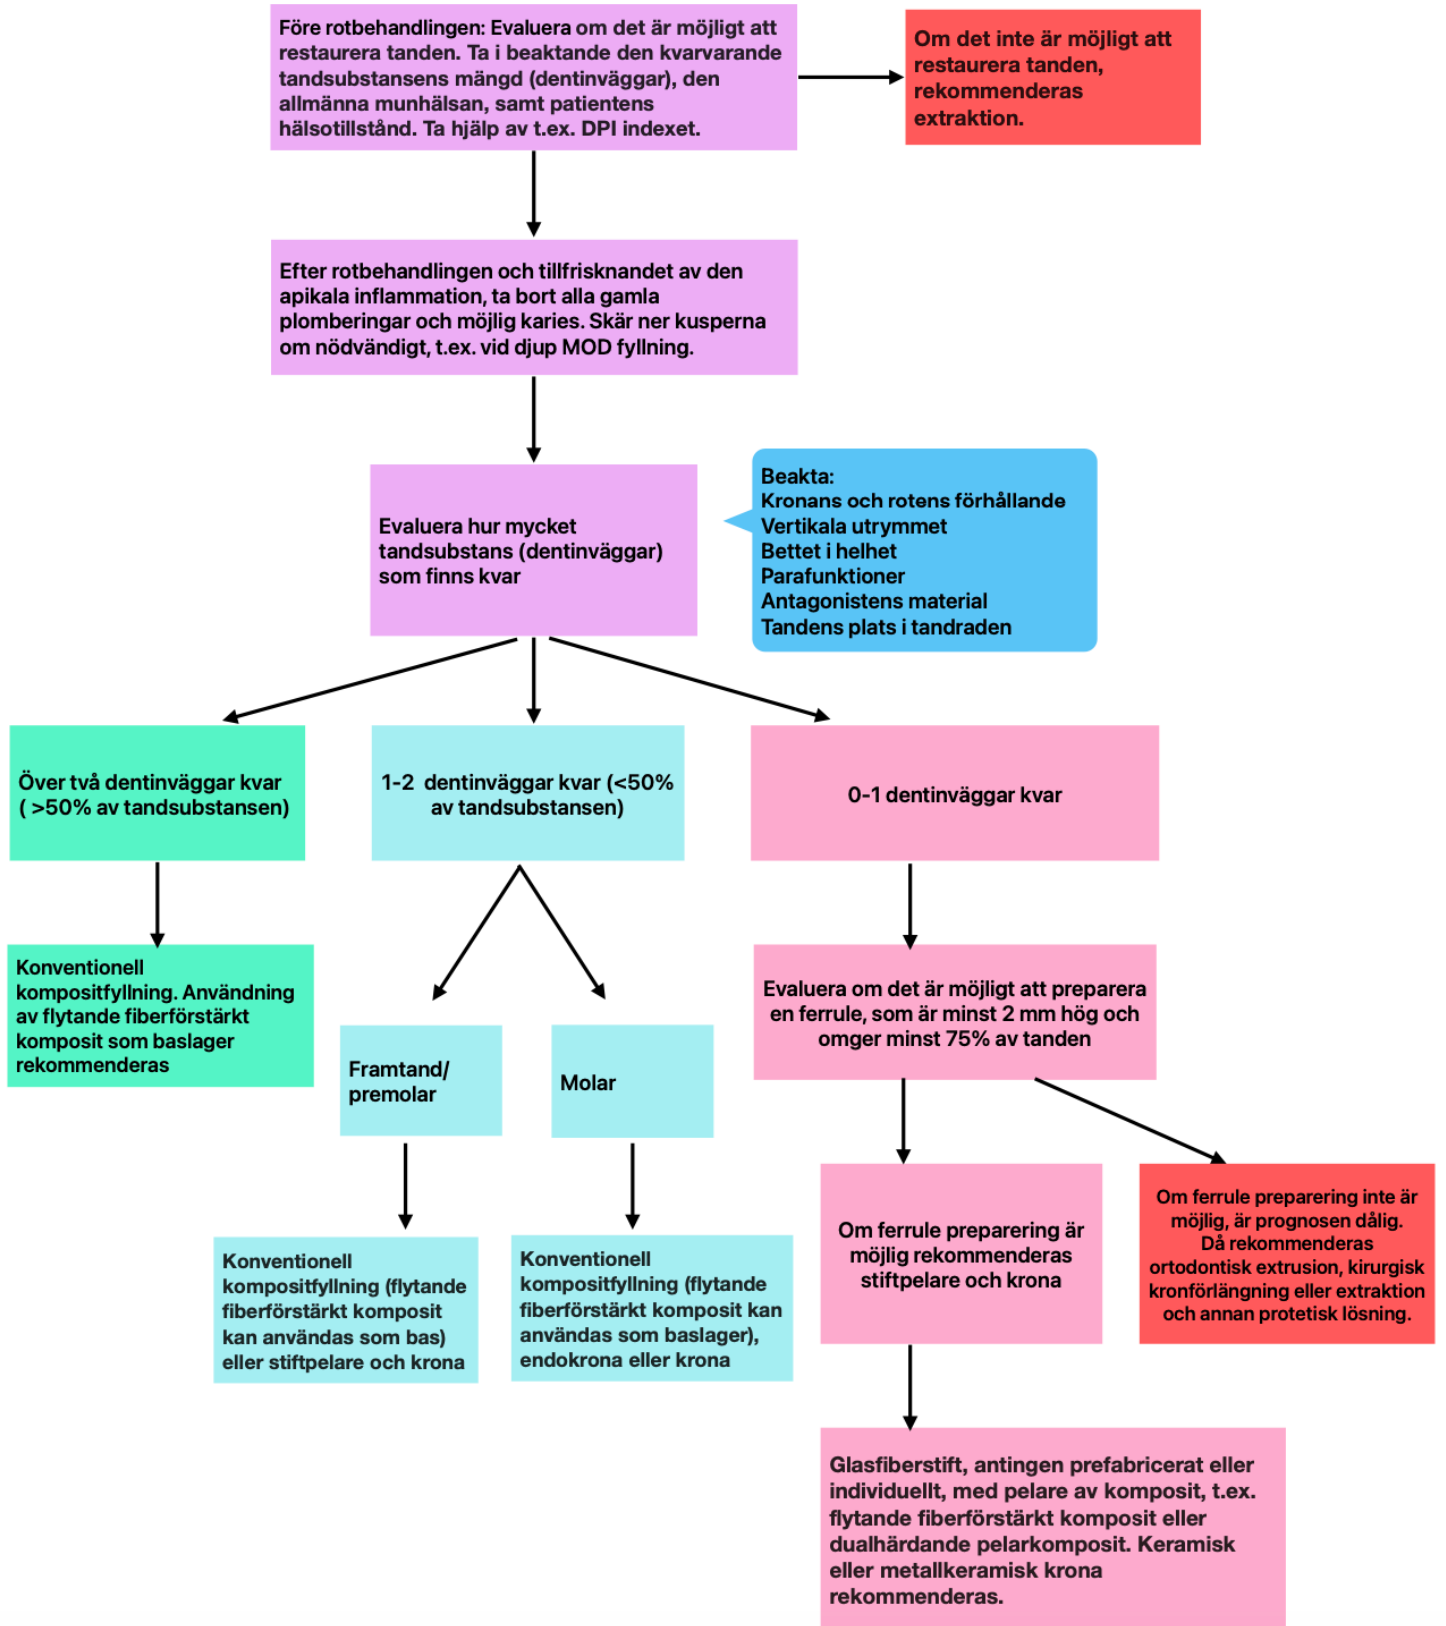 Före rotbehandlingen: Evaluera om det är möjligt att
restaurera tanden. Ta i beaktande den kvarvarande
tandsubstansens mängd (dentinväggar), den
allmänna munhälsan, samt patientens
hälsotillstånd. Ta hjälp av t.ex. DPI indexet.
Om det inte är möjligt att
restaurera tanden,
rekommenderas
extraktion.
Efter rotbehandlingen och tillfrisknandet av den
apikala inflammation, ta bort alla gamla
plomberingar och möjlig karies. Skär ner kusperna
om nödvändigt, t.ex. vid djup MOD fyllning.
Evaluera hur mycket
tandsubstans (dentinväggar)
som finns kvar
Beakta:
Kronans och rotens förhållande
Vertikala utrymmet
Bettet i helhet
Parafunktioner
Antagonistens material
Tandens plats i tandraden
Över två dentinväggar kvar
( >50% av tandsubstansen)
1-2 dentinväggar kvar (<50%
av tandsubstansen)
0-1 dentinväggar kvar
Konventionell
kompositfyllning. Användning
av flytande fiberförstärkt
komposit som baslager
rekommenderas
Framtand/
premolar
Molar
Evaluera om det är möjligt att preparera
en ferrule, som är minst 2 mm hög och
omger minst 75% av tanden
Konventionell
kompositfyllning (flytande
fiberförstärkt komposit
kan användas som bas)
eller stiftpelare och krona
Konventionell
kompositfyllning (flytande
fiberförstärkt komposit kan
användas som baslager),
endokrona eller krona
Om ferrule preparering är
möjlig rekommenderas
stiftpelare och krona
Om ferrule preparering inte är
möjlig, är prognosen dålig.
Då rekommenderas
ortodontisk extrusion, kirurgisk
kronförlängning eller extraktion
och annan protetisk lösning.
Glasfiberstift, antingen prefabricerat eller
individuellt, med pelare av komposit, t.ex.
flytande fiberförstärkt komposit eller
dualhärdande pelarkomposit. Keramisk
eller metallkeramisk krona
rekommenderas.